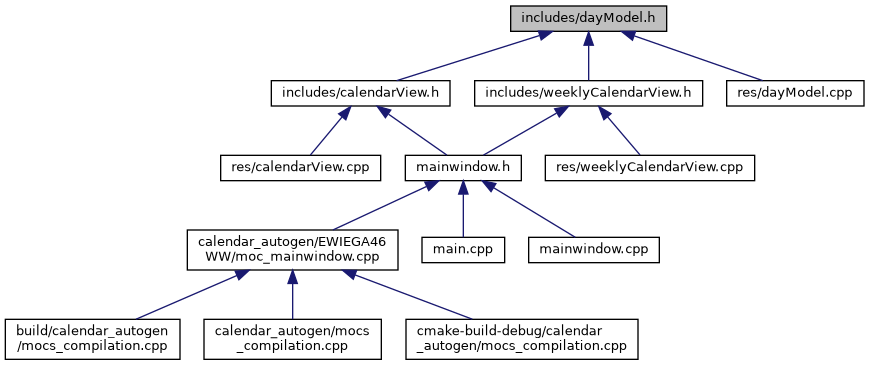 includes/dayModel.h
includes/calendarView.h
includes/weeklyCalendarView.h
res/dayModel.cpp
res/calendarView.cpp
mainwindow.h
res/weeklyCalendarView.cpp
calendar_autogen/EWIEGA46
WW/moc_mainwindow.cpp
main.cpp
mainwindow.cpp
build/calendar_autogen
/mocs_compilation.cpp
calendar_autogen/mocs
_compilation.cpp
cmake-build-debug/calendar
_autogen/mocs_compilation.cpp